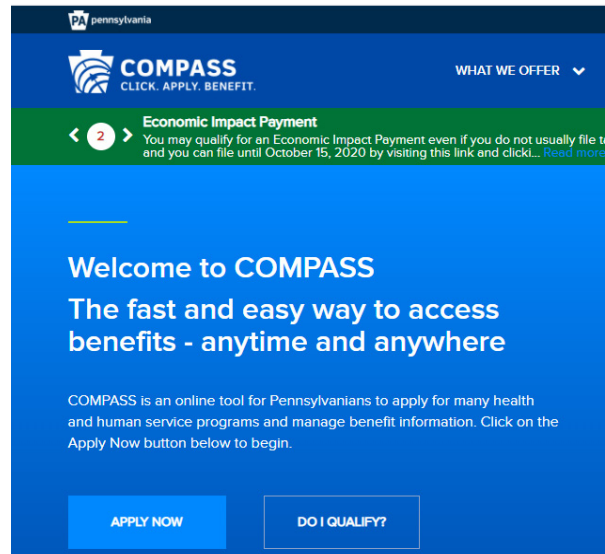 PA pennsylvania
COMPASS
CLICK. APPLY. BENEFIT.
WHAT WE OFFER
Economic Impact Payment
2
You may qualify for an Economic Impact Payment even if you do not usually file
and you can file until October 15, 2020 by visiting this link and clicki... Read more
Welcome to COMPASS
The fast and easy way to access
benefits - anytime and anywhere
COMPASS is an online tool for Pennsylvanians to apply for many health
and human service programs and manage benefit information. Click on the
Apply Now button below to begin.
APPLY NOW
DO I QUALIFY?